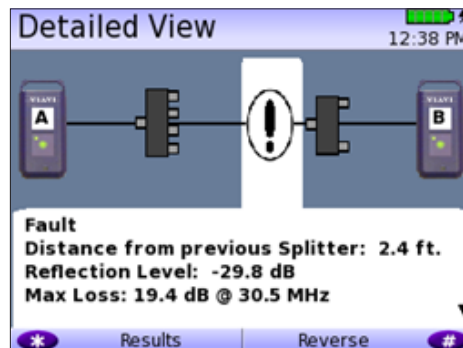 Detailed View
12:38 PM
VIAVI
A
!
VIAVI
B
Fault
Distance from previous Splitter: 2.4 ft.
Reflection Level: -29.8 dB
Max Loss: 19.4 dB @ 30.5 MHz
* Results Reverse #